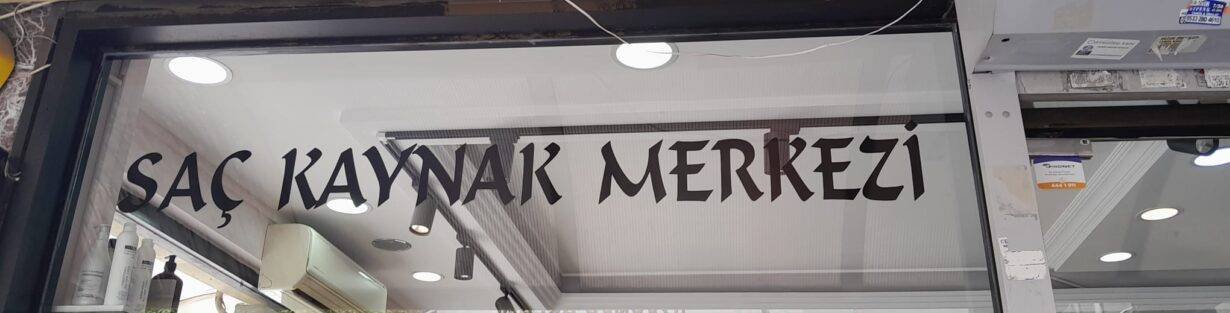 SAÇ KAYNAK MERKEZİ